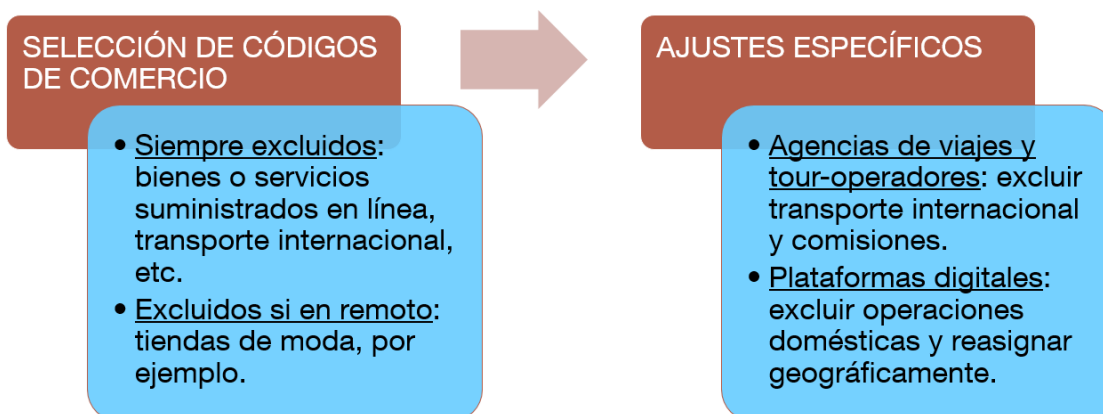 SELECCIÓN DE CÓDIGOS
DE COMERCIO
• Siempre excluidos:
bienes o servicios
suministrados en línea,
transporte internacional,
etc.
• Excluidos si en remoto:
tiendas de moda, por
ejemplo.
AJUSTES ESPECÍFICOS
• Agencias de viajes y
tour-operadores: excluir
transporte internacional
y comisiones.
• Plataformas digitales:
excluir operaciones
domésticas y reasignar
geográficamente.